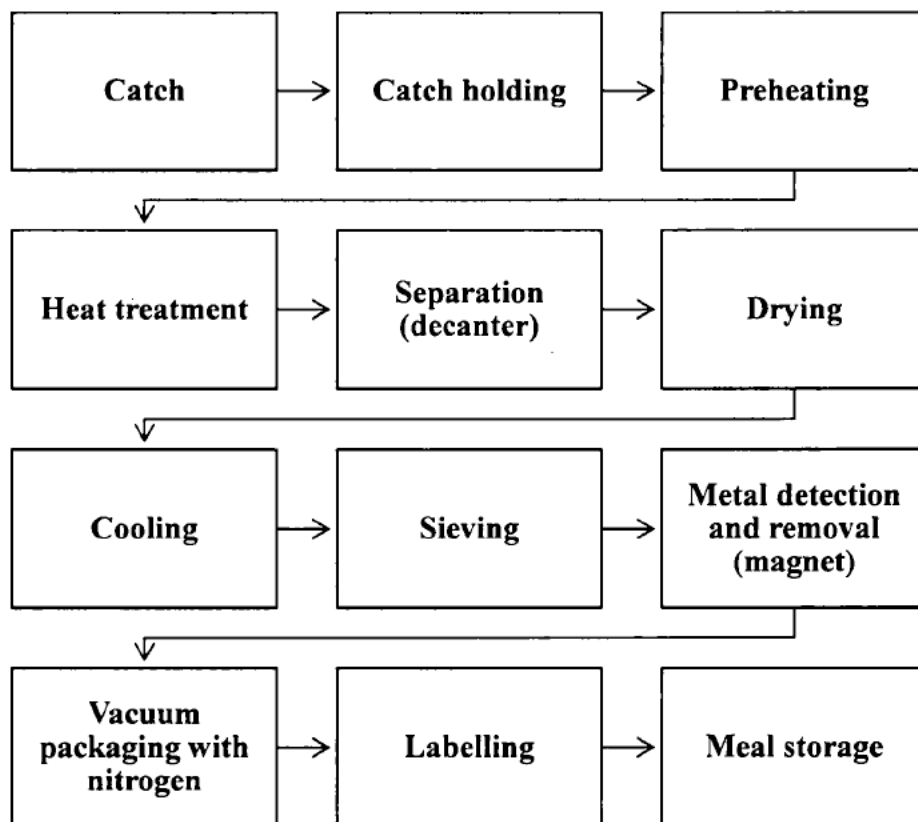 Catch
Catch holding
Preheating
Heat treatment
Separation
(decanter)
Drying
Cooling
Sieving
Metal detection
and removal
(magnet)
Vacuum
packaging with
nitrogen
Labelling
Meal storage